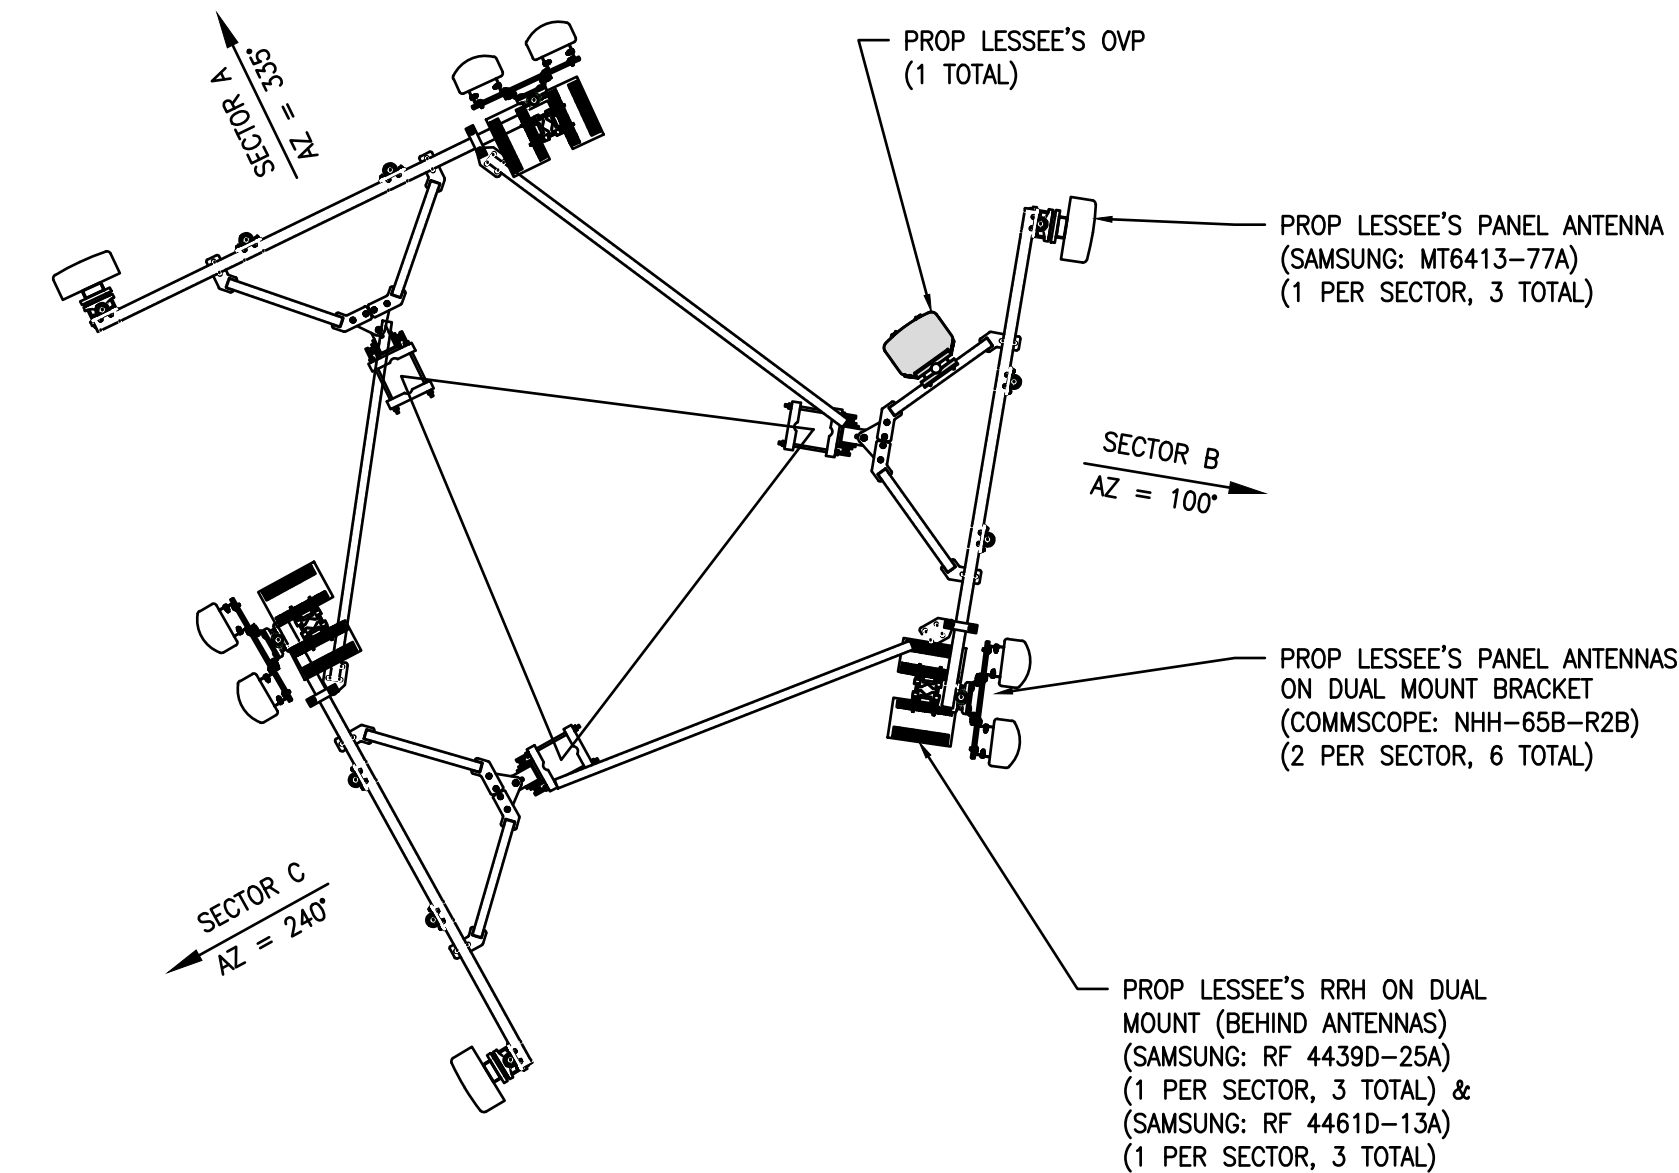 PROP LESSEE'S OVP
(1 TOTAL)
SECTOR A
AZ = 335°
PROP LESSEE'S PANEL ANTENNA
(SAMSUNG: MT6413-77A)
(1 PER SECTOR, 3 TOTAL)
SECTOR B
AZ = 100°
PROP LESSEE'S PANEL ANTENNAS
ON DUAL MOUNT BRACKET
(COMMSCOPE: NHH-65B-R2B)
(2 PER SECTOR, 6 TOTAL)
SECTOR C
AZ = 240°
PROP LESSEE'S RRH ON DUAL
MOUNT (BEHIND ANTENNAS)
(SAMSUNG: RF 4439D-25A)
(1 PER SECTOR, 3 TOTAL) &
(SAMSUNG: RF 4461D-13A)
(1 PER SECTOR, 3 TOTAL)